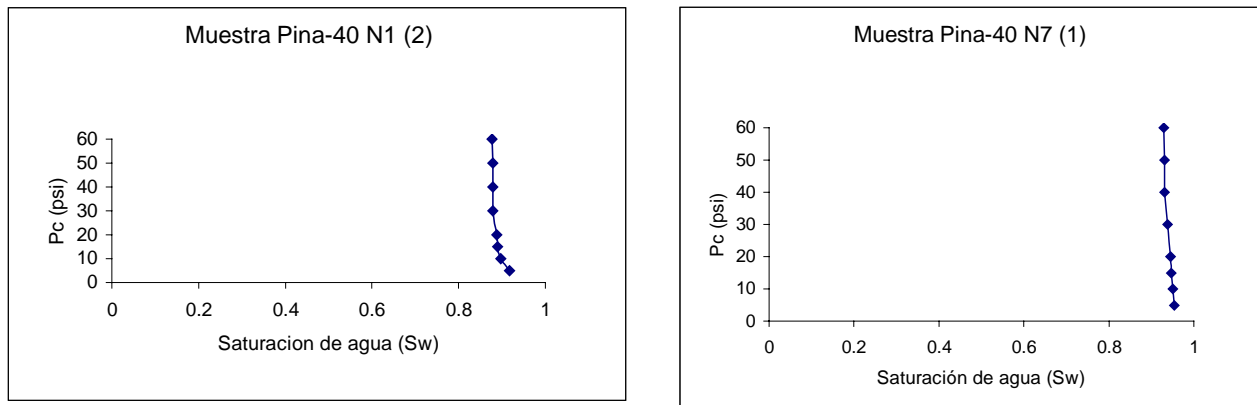 Muestra Pina-40 N1 (2)
Pc (psi)
60
50
40
30
20
10
0
0 0.2 0.4 0.6 0.8 1
Saturacion de agua (Sw)
Muestra Pina-40 N7 (1)
Pc (psi)
60
50
40
30
20
10
0
0 0.2 0.4 0.6 0.8 1
Saturación de agua (Sw)